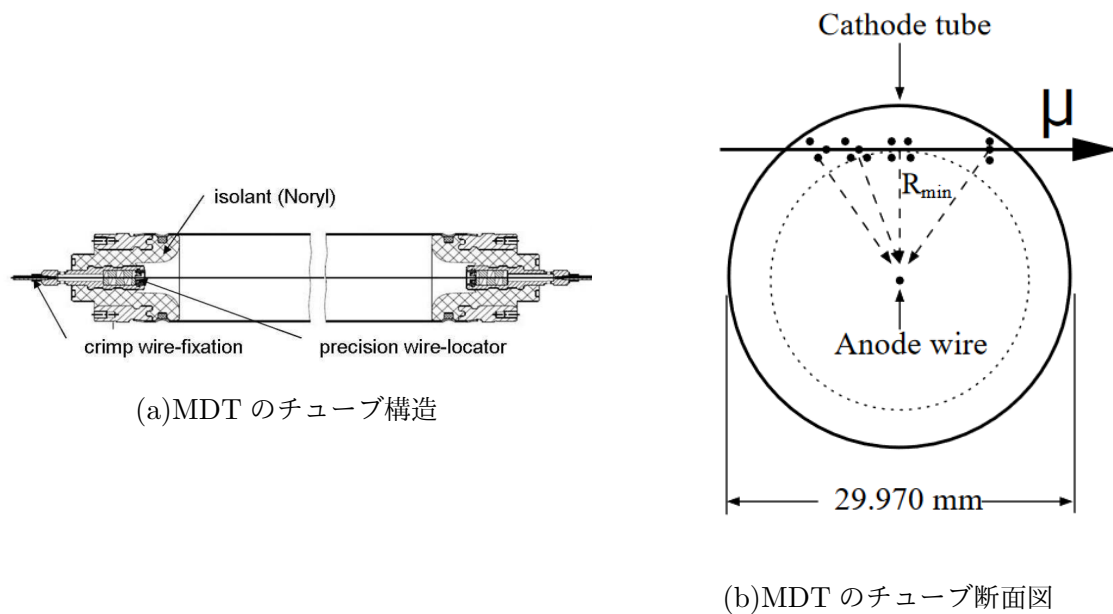 isolant (Noryl)
crimp wire-fixation
precision wire-locator
(a)MDT のチューブ構造
Cathode tube
μ
R_min
Anode wire
29.970 mm
(b)MDT のチューブ断面図